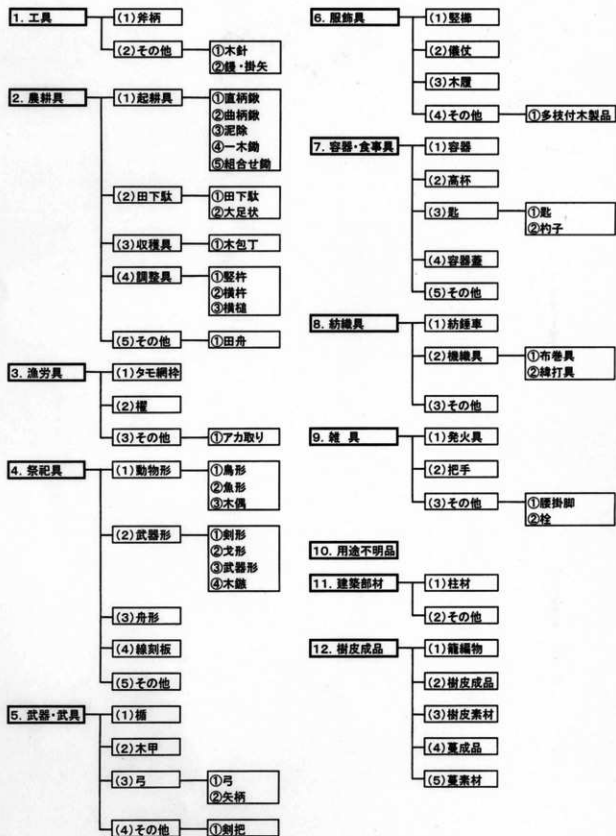 1. 工具
(1)斧柄
(2)その他
①木針
②鏝・掛矢
2. 農耕具
(1)起耕具
①直柄鍬
②曲柄鍬
③泥除
④一木鋤
⑤組合せ鋤
(2)田下駄
①田下駄
②大足状
(3)収穫具
①木包丁
(4)調整具
①竪杵
②横杵
③横槌
(5)その他
①田舟
3. 漁労具
(1)タモ網枠
(2)櫂
(3)その他
①アカ取り
4. 祭祀具
(1)動物形
①鳥形
②魚形
③木偶
(2)武器形
①剣形
②戈形
③武器形
④木鏃
(3)舟形
(4)線刻板
(5)その他
5. 武器・武具
(1)楯
(2)木甲
(3)弓
①弓
②矢柄
(4)その他
①剣把
6. 服飾具
(1)竪櫛
(2)儀仗
(3)木履
(4)その他
①多枝付木製品
7. 容器・食事具
(1)容器
(2)高杯
(3)匙
①匙
②杓子
(4)容器蓋
(5)その他
8. 紡織具
(1)紡錘車
(2)機織具
①布巻具
②緯打具
(3)その他
9. 雑 具
(1)発火具
(2)把手
(3)その他
①腰掛脚
②栓
10. 用途不明品
11. 建築部材
(1)柱材
(2)その他
12. 樹皮成品
(1)籠編物
(2)樹皮成品
(3)樹皮素材
(4)蔓成品
(5)蔓素材